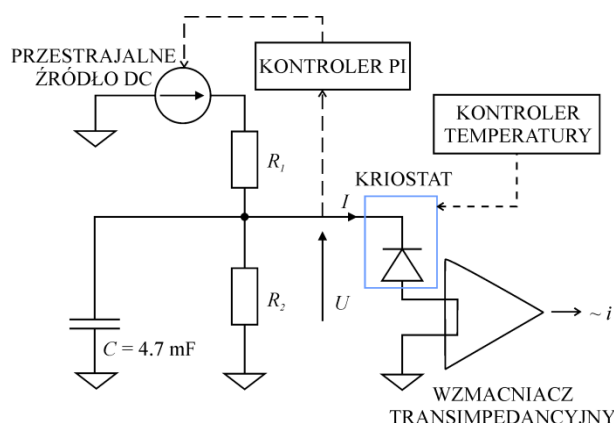 PRZESTRAJALNE
ŹRÓDŁO DC
KONTROLER PI
KONTROLER
TEMPERATURY
R₁
KRIOSTAT
I
R₂
U
C = 4.7 mF
~ i
WZMACNIACZ
TRANSIMPEDANCYJNY